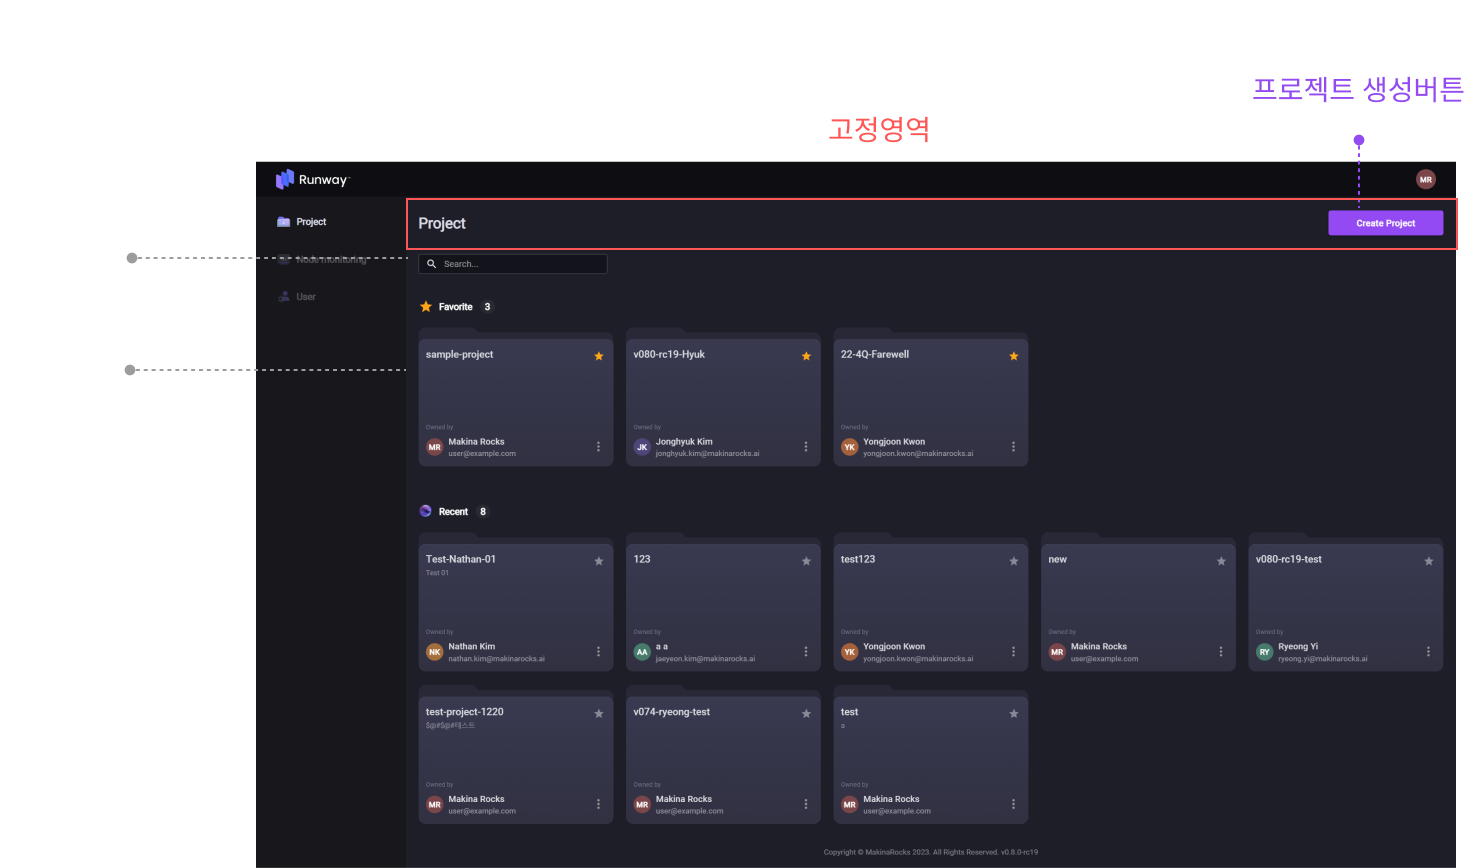 프로젝트 생성버튼
고정영역
Runway™
MR
Project
Node monitoring
User
Project
Create Project
Search...
Favorite 3
sample-project
Owned by
MR
Makina Rocks
user@example.com
v080-rc19-Hyuk
Owned by
JK
Jonghyuk Kim
jonghyuk.kim@makinarocks.ai
22-4Q-Farewell
Owned by
YK
Yongjoon Kwon
yongjoon.kwon@makinarocks.ai
Recent 8
Test-Nathan-01
Test 01
Owned by
NK
Nathan Kim
nathan.kim@makinarocks.ai
123
Owned by
AA
a a
jaeyeon.kim@makinarocks.ai
test123
Owned by
YK
Yongjoon Kwon
yongjoon.kwon@makinarocks.ai
new
Owned by
MR
Makina Rocks
user@example.com
v080-rc19-test
Owned by
RY
Ryeong Yi
ryeong.yi@makinarocks.ai
test-project-1220
$@#$@#테스트
Owned by
MR
Makina Rocks
user@example.com
v074-ryeong-test
Owned by
MR
Makina Rocks
user@example.com
test
a
Owned by
MR
Makina Rocks
user@example.com
Copyright © MakinaRocks 2023. All Rights Reserved. v0.8.0-rc19